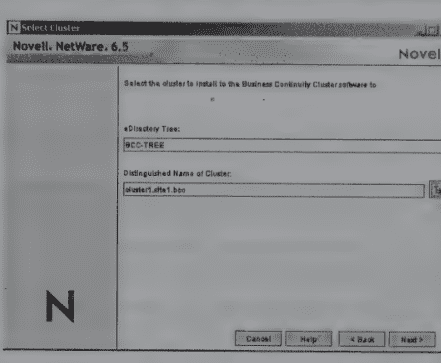 N Select Cluster
Novell. NetWare. 6.5
Novel
Select the cluster to install to the Business Continuity Cluster software to
eDirectory Tree:
BCC-TREE
Distinguished Name of Cluster:
cluster1.site1.bcc
N
Cancel Help < Back Next >